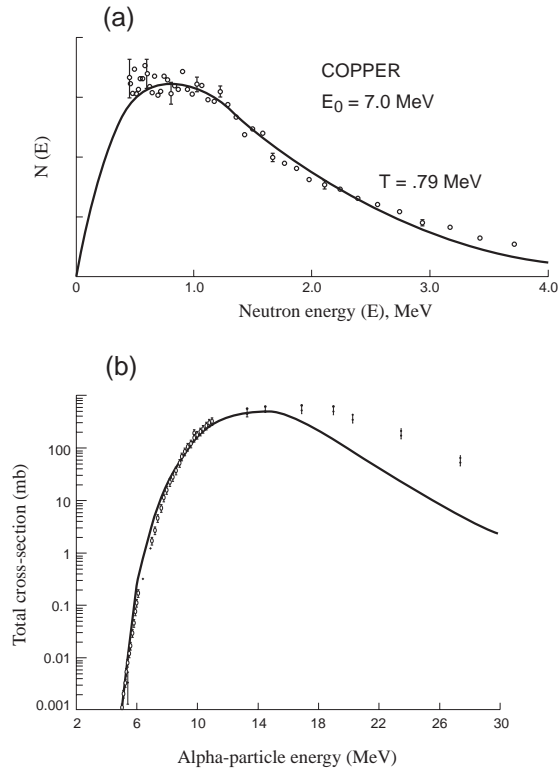 (a)
COPPER
E0 = 7.0 MeV
T = .79 MeV
N (E)
0
1.0
2.0
3.0
4.0
Neutron energy (E), MeV
(b)
Total cross-section (mb)
100
10
1
0.1
0.01
0.001
2
6
10
14
18
22
26
30
Alpha-particle energy (MeV)